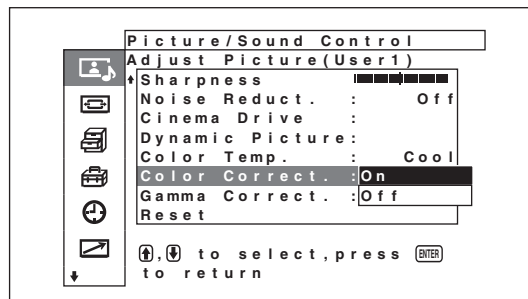 Picture/Sound Control
Adjust Picture(User1)
Sharpness
Noise Reduct. : Off
Cinema Drive :
Dynamic Picture:
Color Temp. : Cool
Color Correct. :On
Gamma Correct. :Off
Reset
, to select,press ENTER
to return